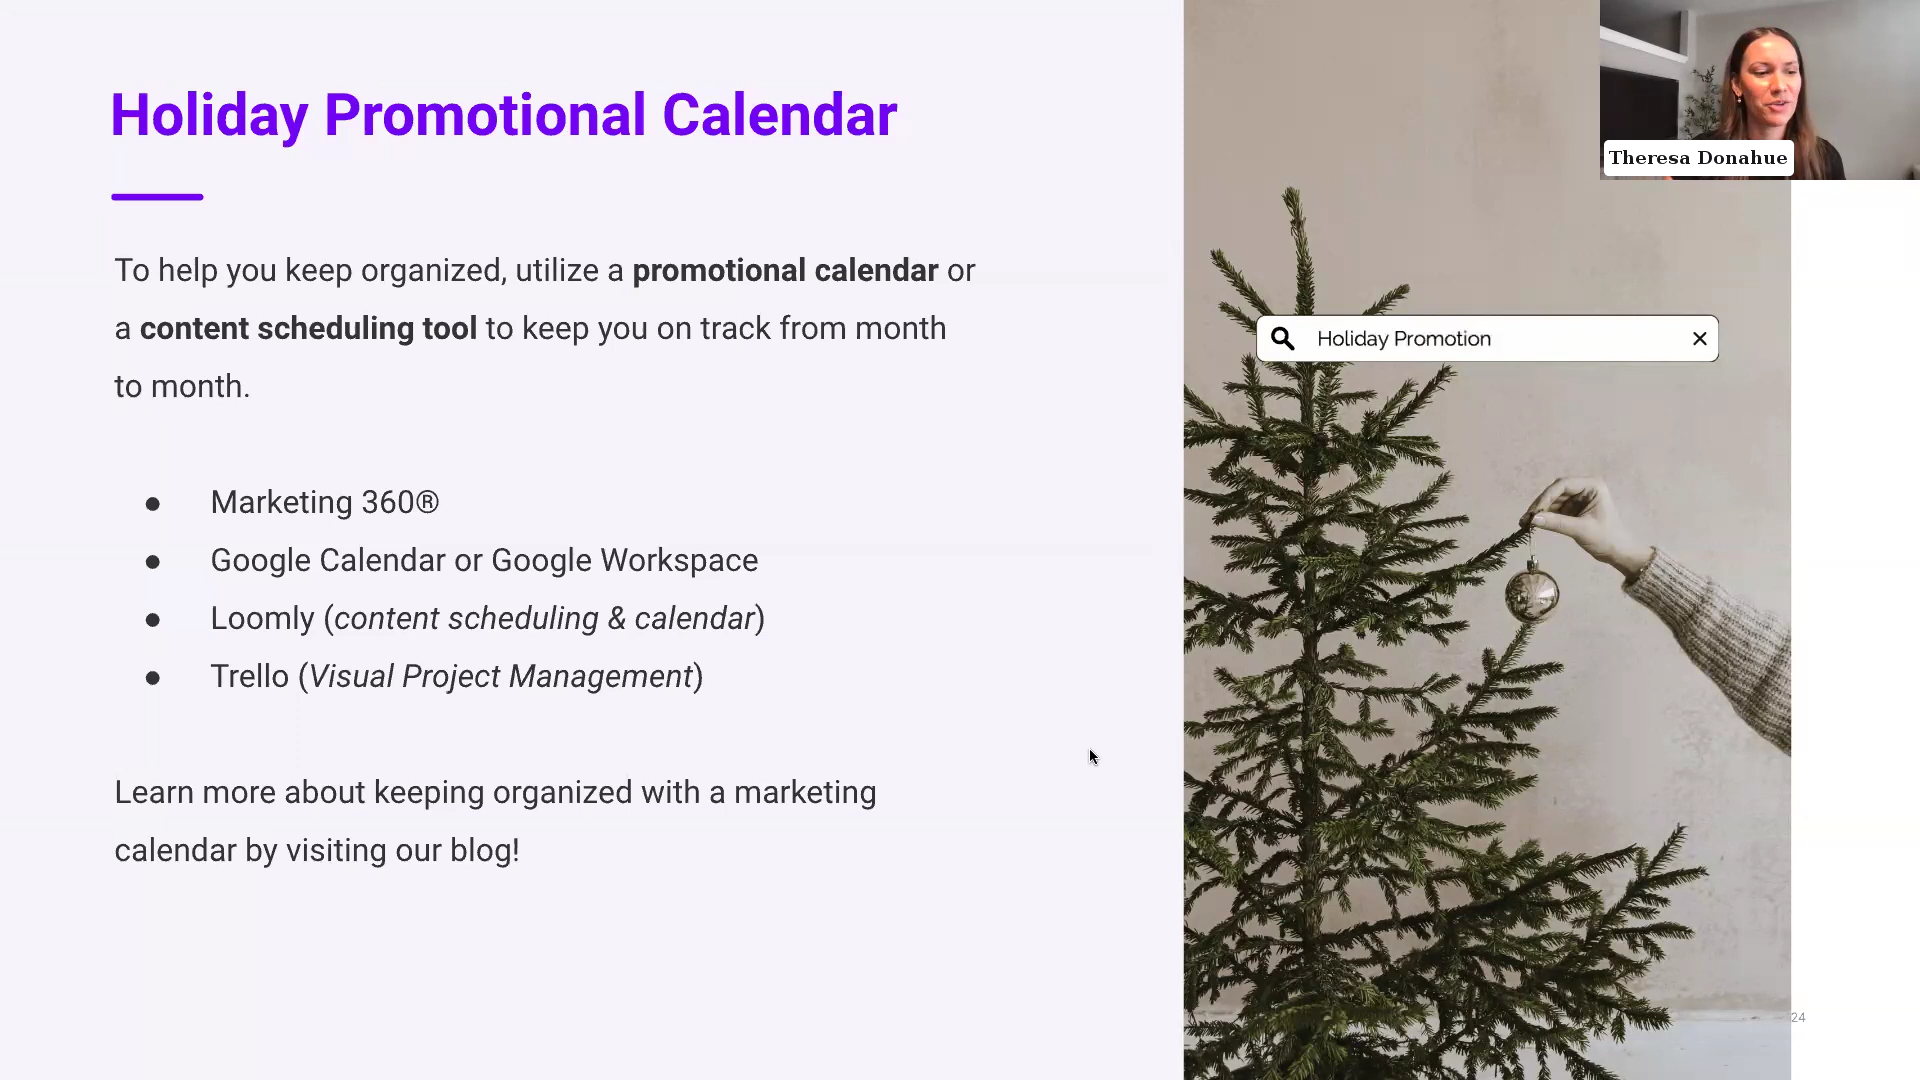 Holiday Promotional Calendar
Theresa Donahue
To help you keep organized, utilize a promotional calendar or
a content scheduling tool to keep you on track from month
to month.
Holiday Promotion
● Marketing 360®
● Google Calendar or Google Workspace
● Loomly (content scheduling & calendar)
● Trello (Visual Project Management)
Learn more about keeping organized with a marketing
calendar by visiting our blog!
24